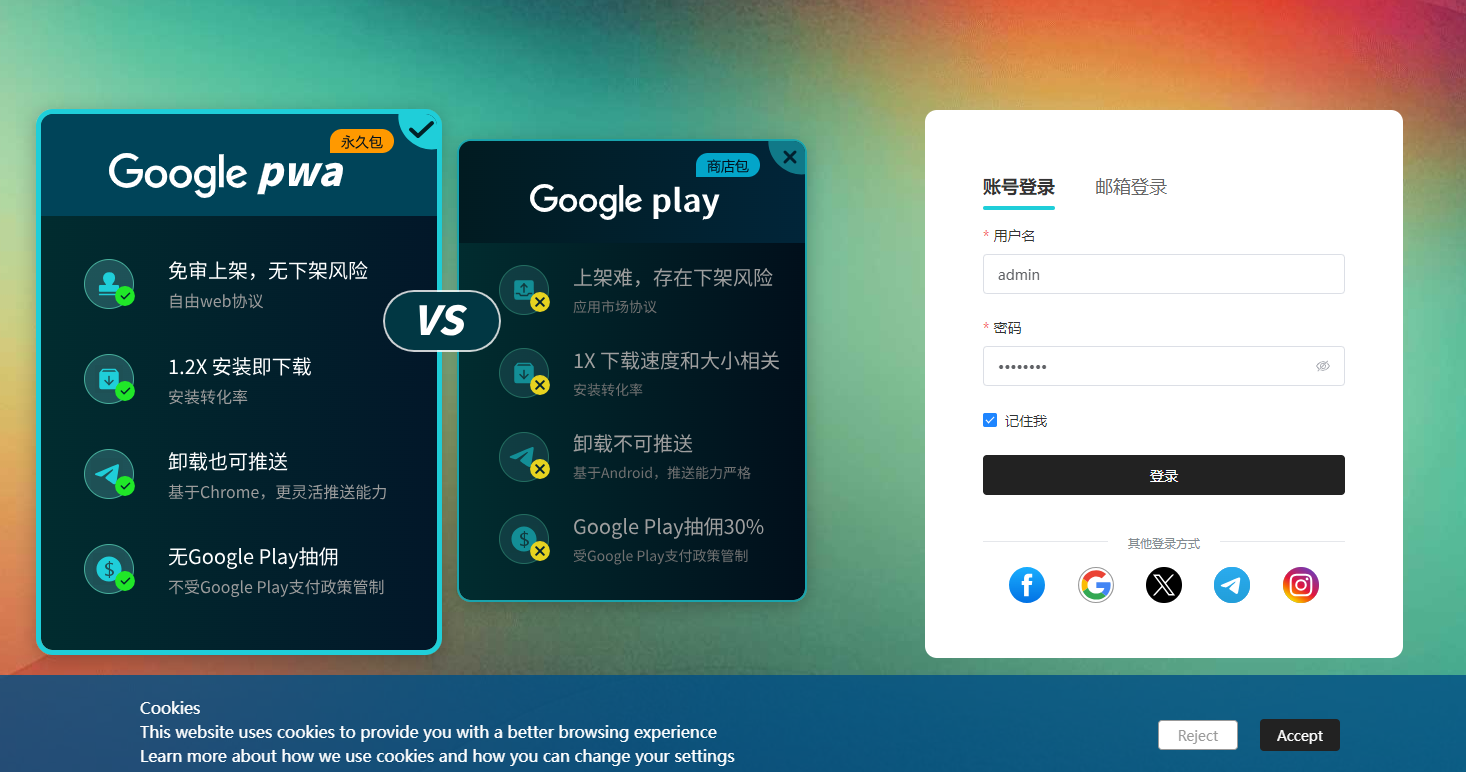 永久包
Google pwa
免审上架，无下架风险
自由web协议
1.2X 安装即下载
安装转化率
卸载也可推送
基于Chrome，更灵活推送能力
无Google Play抽佣
不受Google Play支付政策管制
VS
商店包
Google play
上架难，存在下架风险
应用市场协议
1X 下载速度和大小相关
安装转化率
卸载不可推送
基于Android，推送能力严格
Google Play抽佣30%
受Google Play支付政策管制
账号登录 邮箱登录
* 用户名
admin
* 密码
••••••••
记住我
登录
其他登录方式
Cookies
This website uses cookies to provide you with a better browsing experience
Learn more about how we use cookies and how you can change your settings
Reject Accept